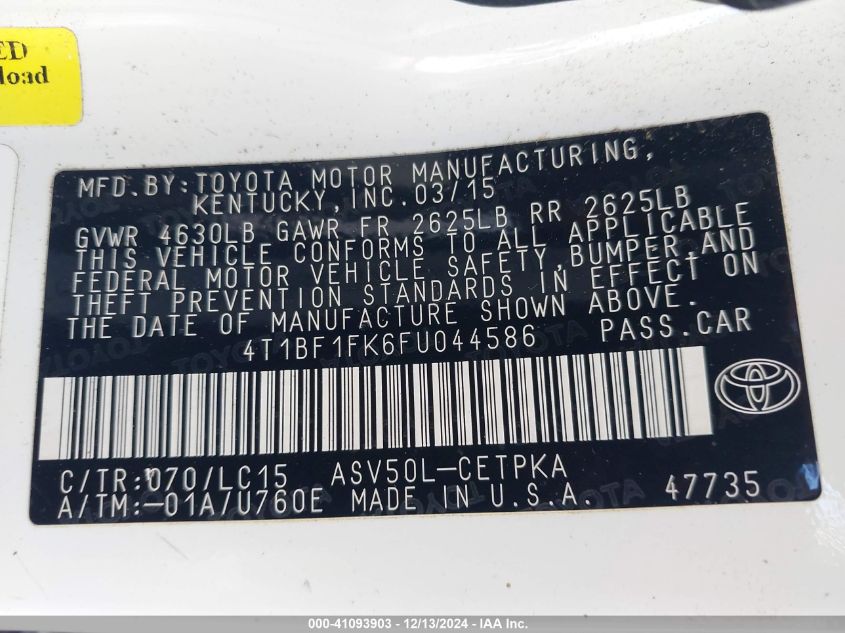 ED
load
MFD.BY:TOYOTA MOTOR MANUFACTURING,
KENTUCKY,INC.03/15
GVWR 4630LB GAWR FR 2625LB RR 2625LB
THIS VEHICLE CONFORMS TO ALL APPLICABLE
FEDERAL MOTOR VEHICLE SAFETY,BUMPER AND
THEFT PREVENTION STANDARDS IN EFFECT ON
THE DATE OF MANUFACTURE SHOWN ABOVE.
4T1BF1FK6FU044586 PASS.CAR
C/TR:070/LC15 ASV50L-CETPKA
A/TM:-01A/U760E MADE IN U.S.A. 47735
000-41093903 - 12/13/2024 - IAA Inc.